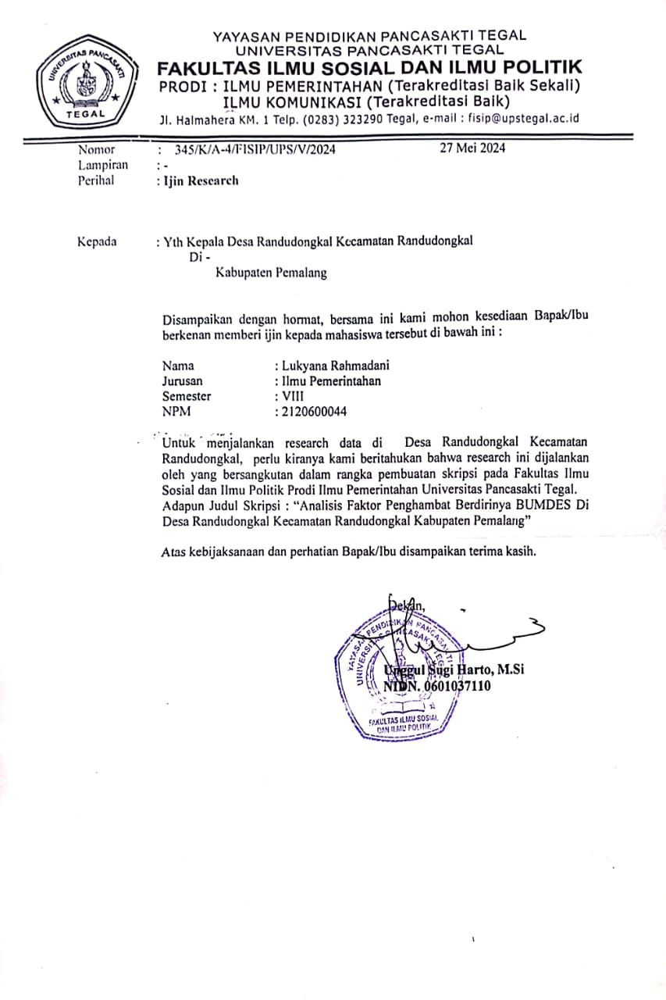 UNIVERSITAS PANCASAKTI
TEGAL
YAYASAN PENDIDIKAN PANCASAKTI TEGAL
UNIVERSITAS PANCASAKTI TEGAL
FAKULTAS ILMU SOSIAL DAN ILMU POLITIK
PRODI : ILMU PEMERINTAHAN (Terakreditasi Baik Sekali)
ILMU KOMUNIKASI (Terakreditasi Baik)
Jl. Halmahera KM. 1 Telp. (0283) 323290 Tegal, e-mail : fisip@upstegal.ac.id
Nomor : 345/K/A-4/FISIP/UPS/V/2024 27 Mei 2024
Lampiran : -
Perihal : Ijin Research
Kepada : Yth Kepala Desa Randudongkal Kecamatan Randudongkal
Di -
Kabupaten Pemalang
Disampaikan dengan hormat, bersama ini kami mohon kesediaan Bapak/Ibu
berkenan memberi ijin kepada mahasiswa tersebut di bawah ini :
Nama : Lukyana Rahmadani
Jurusan : Ilmu Pemerintahan
Semester : VIII
NPM : 2120600044
Untuk menjalankan research data di Desa Randudongkal Kecamatan
Randudongkal, perlu kiranya kami beritahukan bahwa research ini dijalankan
oleh yang bersangkutan dalam rangka pembuatan skripsi pada Fakultas Ilmu
Sosial dan Ilmu Politik Prodi Ilmu Pemerintahan Universitas Pancasakti Tegal.
Adapun Judul Skripsi : “Analisis Faktor Penghambat Berdirinya BUMDES Di
Desa Randudongkal Kecamatan Randudongkal Kabupaten Pemalang”
Atas kebijaksanaan dan perhatian Bapak/Ibu disampaikan terima kasih.
Dekan,
YAYASAN PENDIDIKAN PANCASAKTI
UNIVERSITAS PANCASAKTI TEGAL
Unggul Sugi Harto, M.Si
NIDN. 0601037110
FAKULTAS ILMU SOSIAL
DAN ILMU POLITIK